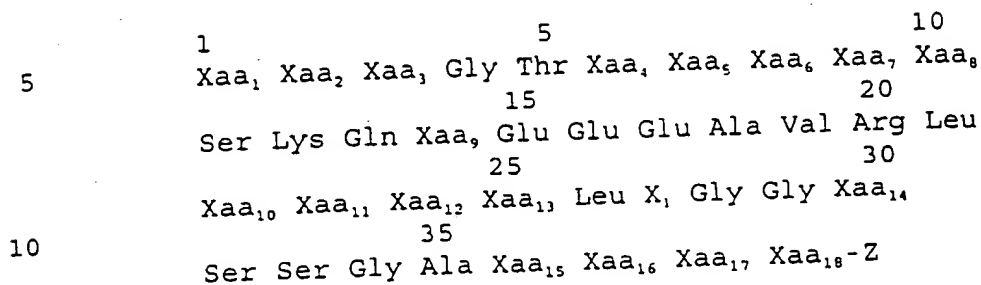 1 5 10
5 Xaa₁ Xaa₂ Xaa₃ Gly Thr Xaa₄ Xaa₅ Xaa₆ Xaa₇ Xaa₈
15 20
Ser Lys Gln Xaa₉ Glu Glu Glu Ala Val Arg Leu
25 30
Xaa₁₀ Xaa₁₁ Xaa₁₂ Xaa₁₃ Leu X₁ Gly Gly Xaa₁₄
10 35
Ser Ser Gly Ala Xaa₁₅ Xaa₁₆ Xaa₁₇ Xaa₁₈-Z